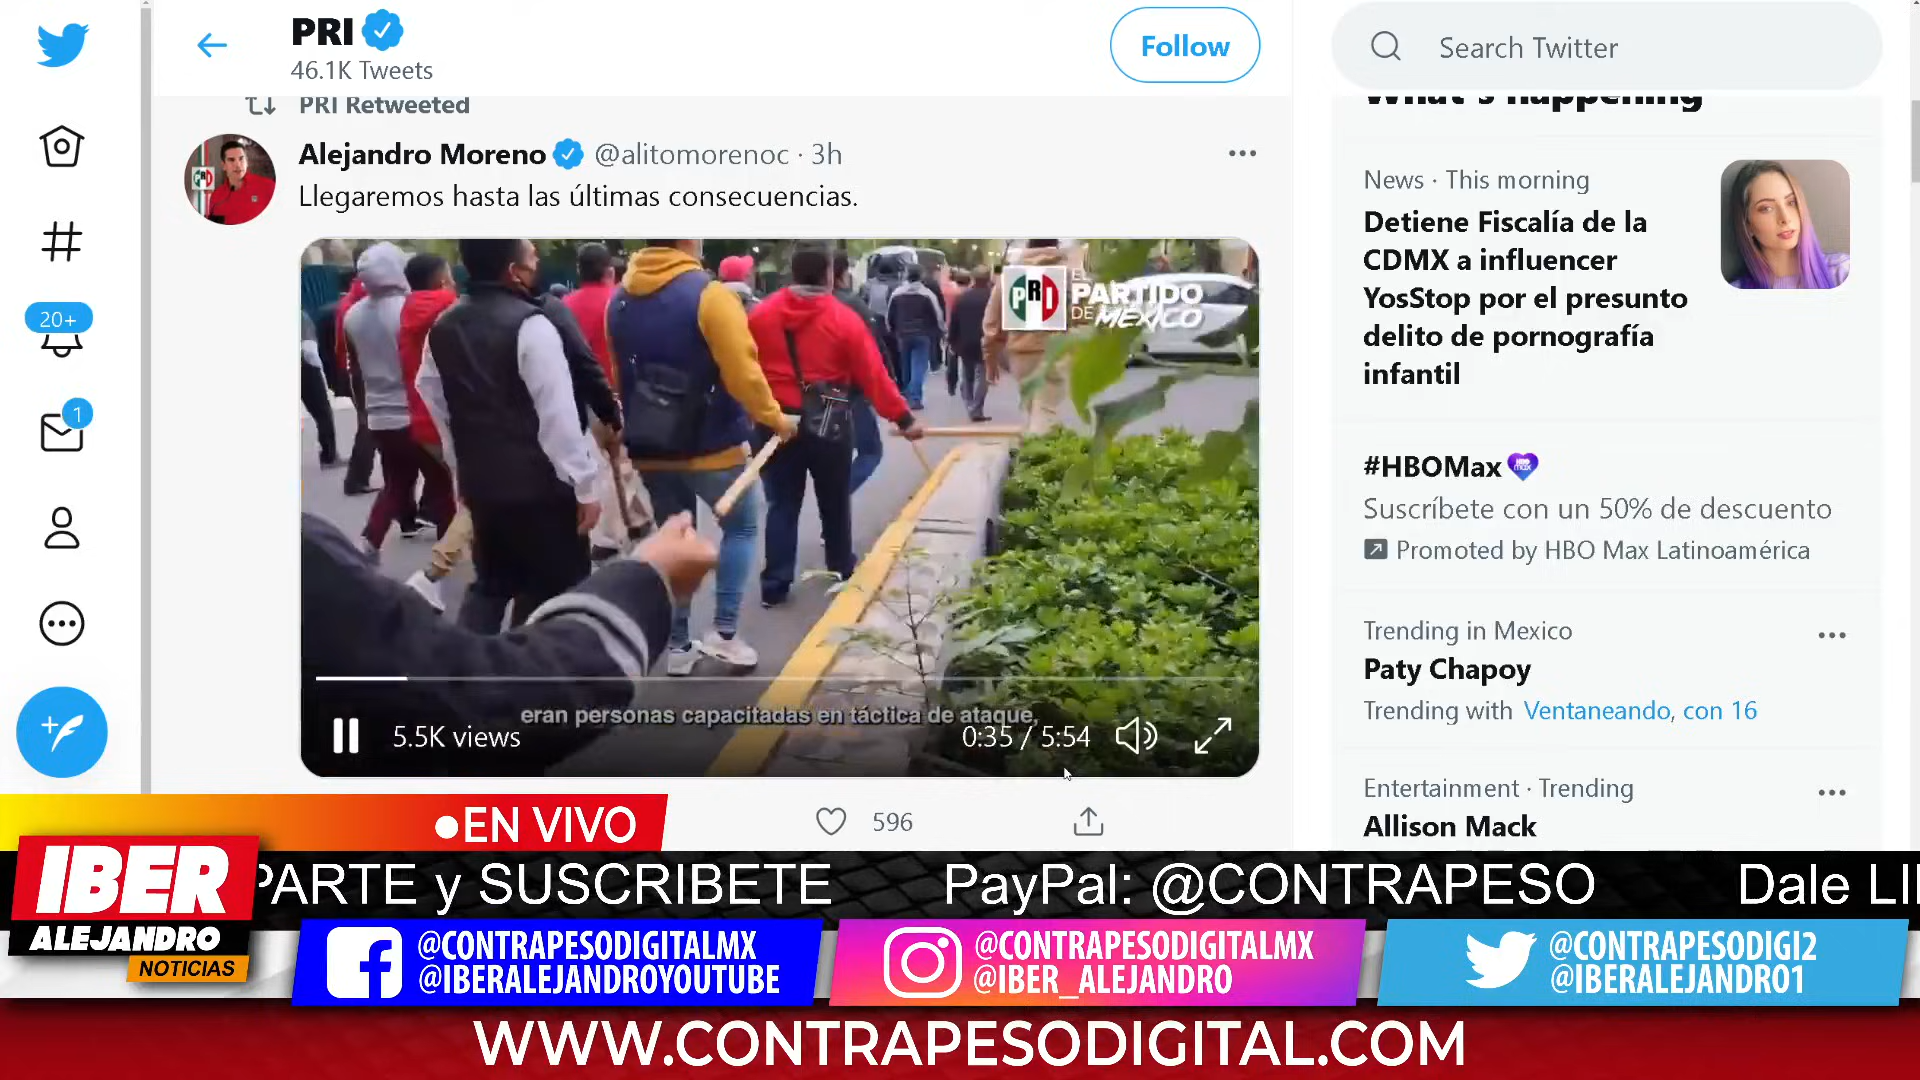 PRI
46.1K Tweets
Follow
Search Twitter
PRI Retweeted
What's happening
Alejandro Moreno @alitomorenoc · 3h
Llegaremos hasta las últimas consecuencias.
PRI
EL
PARTIDO
DE MÉXICO
eran personas capacitadas en táctica de ataque,
5.5K views
0:35 / 5:54
596
20+
1
News · This morning
Detiene Fiscalía de la
CDMX a influencer
YosStop por el presunto
delito de pornografía
infantil
#HBOMax
Suscríbete con un 50% de descuento
Promoted by HBO Max Latinoamérica
Trending in Mexico
Paty Chapoy
Trending with Ventaneando, con 16
Entertainment · Trending
Allison Mack
EN VIVO
IBER
ALEJANDRO
NOTICIAS
PARTE y SUSCRIBETE PayPal: @CONTRAPESO Dale LI
@CONTRAPESODIGITALMX
@IBERALEJANDROYOUTUBE
@CONTRAPESODIGITALMX
@IBER_ALEJANDRO
@CONTRAPESODIGI2
@IBERALEJANDRO1
WWW.CONTRAPESODIGITAL.COM